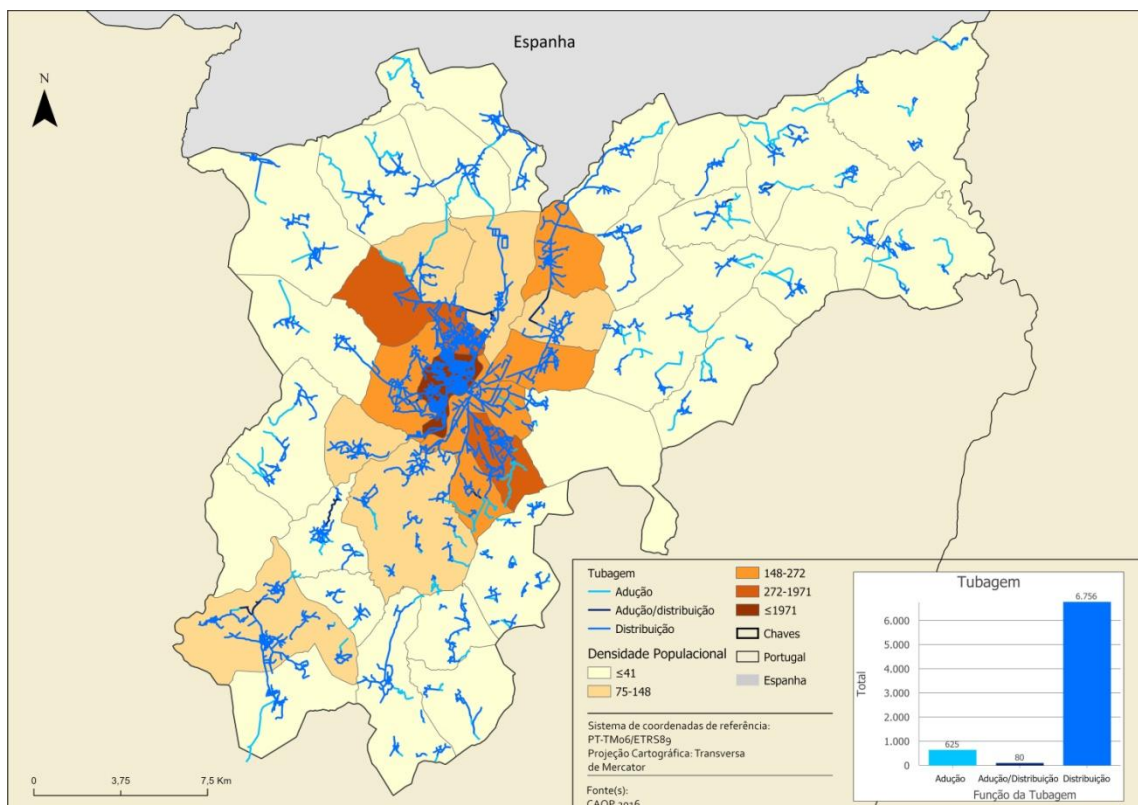 Espanha
N
0 3,75 7,5 Km
Tubagem
Adução
Adução/distribuição
Distribuição
Densidade Populacional
≤41
75-148
148-272
272-1971
≤1971
Chaves
Portugal
Espanha
Sistema de coordenadas de referência:
PT-TM06/ETRS89
Projeção Cartográfica: Transversa
de Mercator
Fonte(s):
CAOP 2016
Tubagem
Total
6.000
5.000
4.000
3.000
2.000
1.000
0
625
80
6.756
Adução
Adução/Distribuição
Distribuição
Função da Tubagem